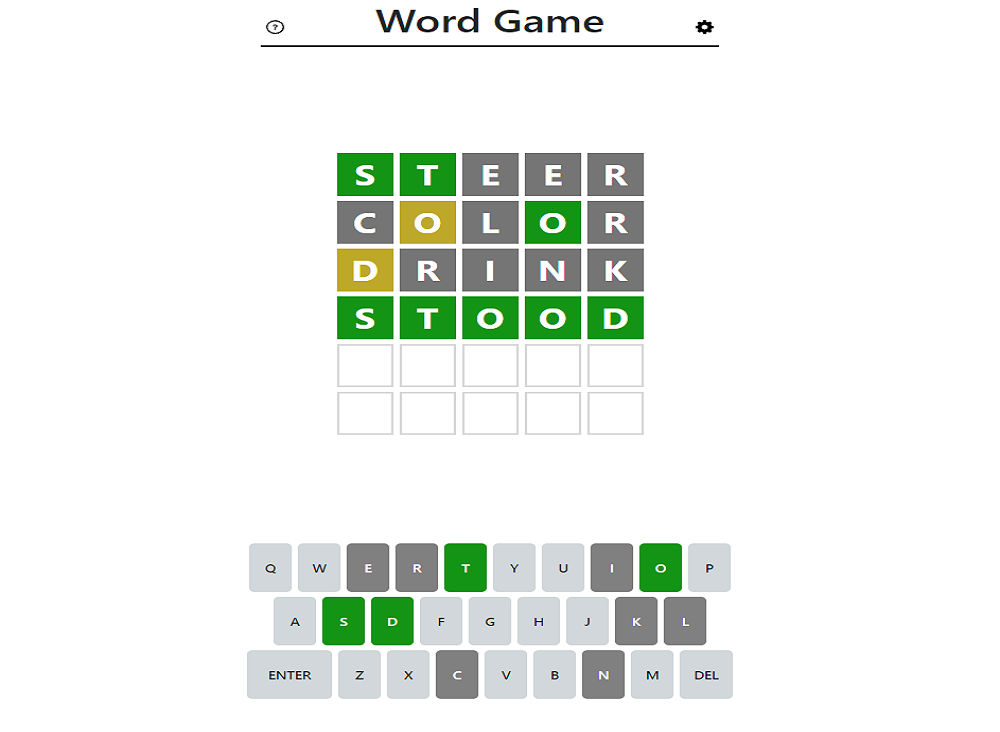 ? Word Game
S T E E R
C O L O R
D R I N K
S T O O D
Q W E R T Y U I O P
A S D F G H J K L
ENTER Z X C V B N M DEL